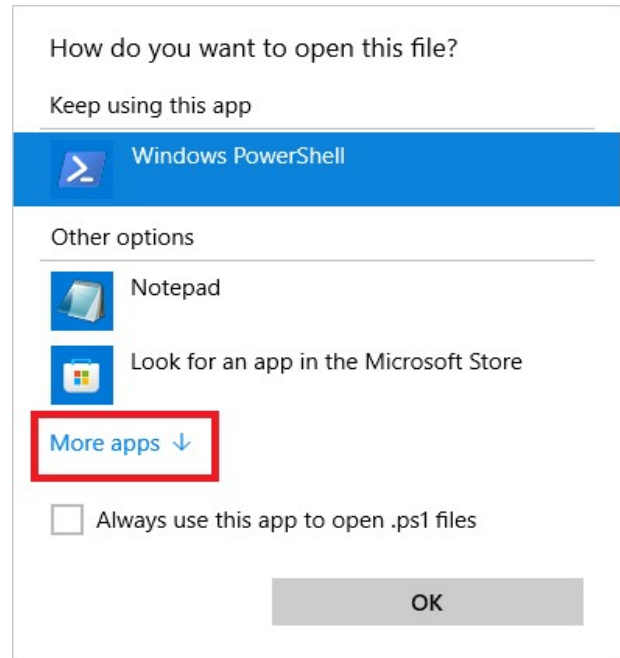 How do you want to open this file?
Keep using this app
Windows PowerShell
Other options
Notepad
Look for an app in the Microsoft Store
More apps ↓
Always use this app to open .ps1 files
OK